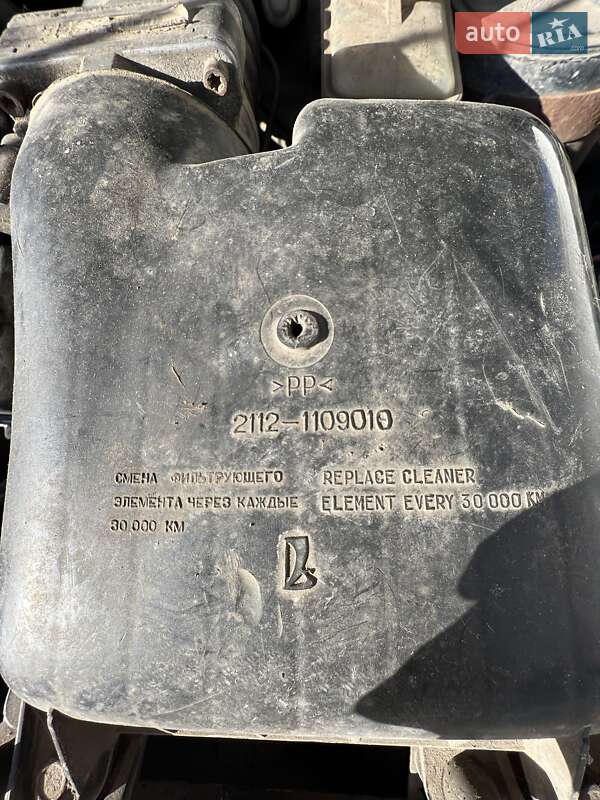 auto RIA.com
>PP<
2112-1109010
СМЕНА ФИЛЬТРУЮЩЕГО
ЭЛЕМЕНТА ЧЕРЕЗ КАЖДЫЕ
30 000 КМ
REPLACE CLEANER
ELEMENT EVERY 30 000 KM